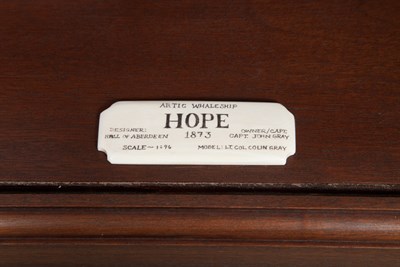 ARTIC WHALESHIP
HOPE
DESIGNER: OWNER/CAPT.
HALL OF ABERDEEN 1873 CAPT. JOHN GRAY
SCALE — 1:96 MODEL: LT. COL. COLIN GRAY